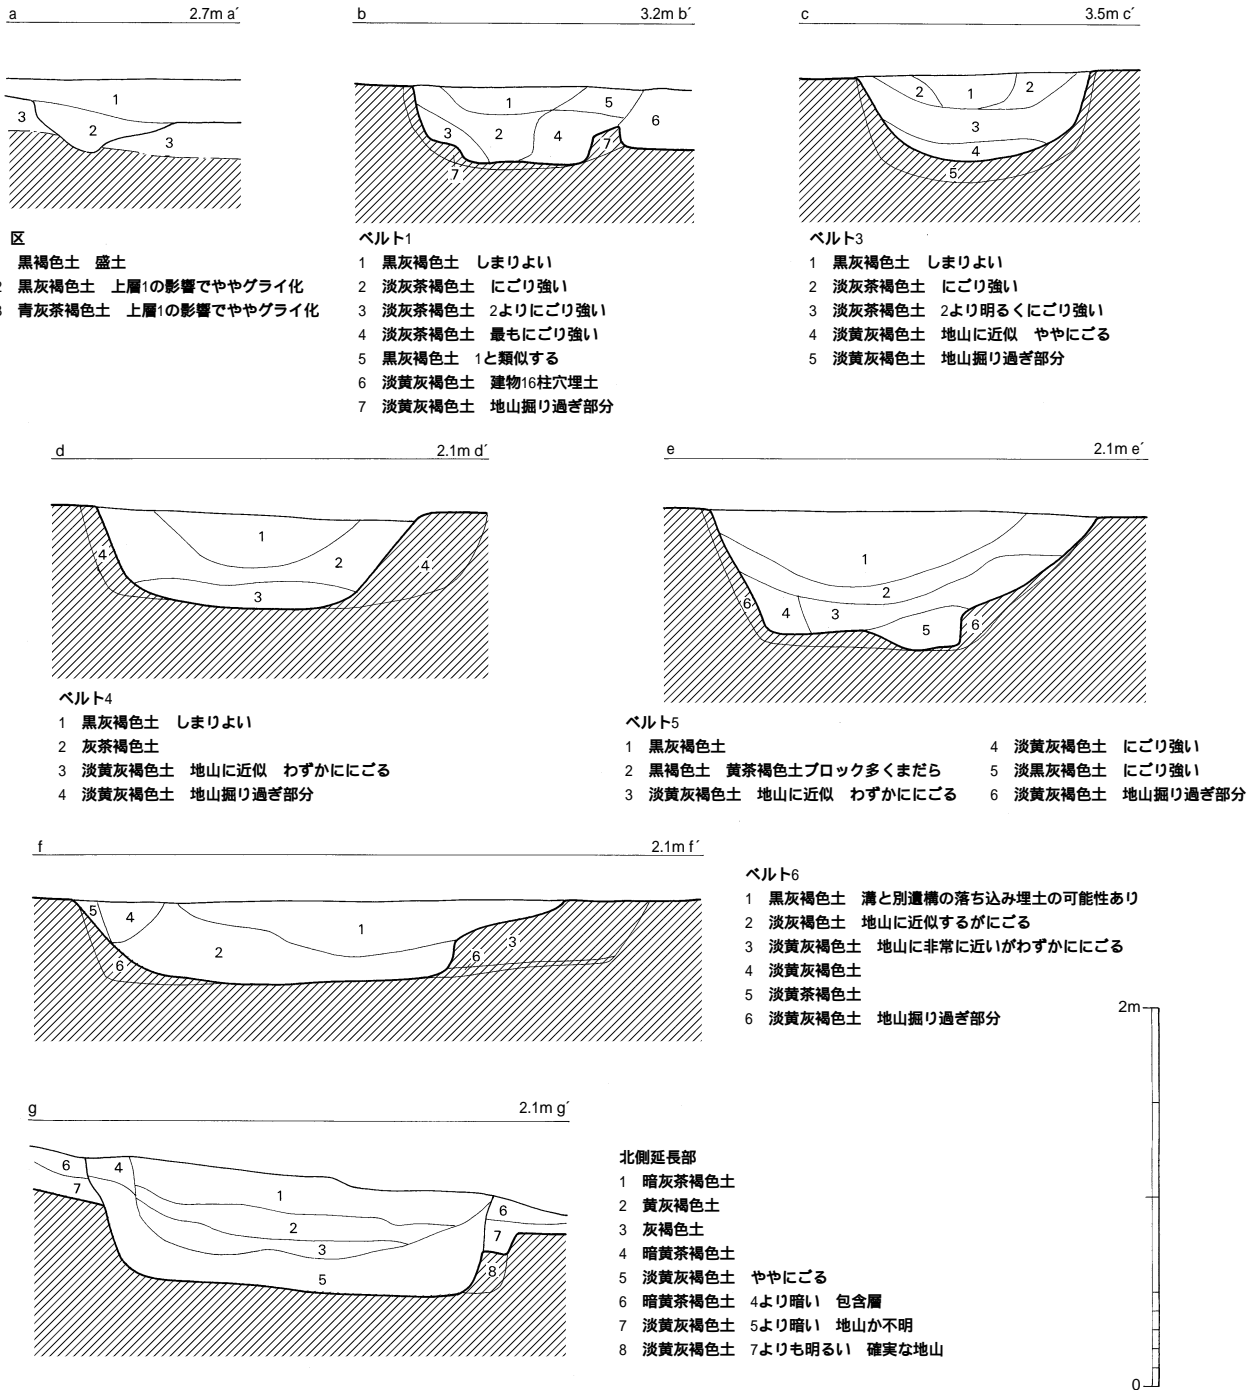 a 2.7m a´
1
2
3
3
区
黒褐色土 盛土
2 黒灰褐色土 上層1の影響でややグライ化
3 青灰茶褐色土 上層1の影響でややグライ化
b 3.2m b´
1
5
6
3
2
4
7
7
ベルト1
1 黒灰褐色土 しまりよい
2 淡灰茶褐色土 にごり強い
3 淡灰茶褐色土 2よりにごり強い
4 淡灰茶褐色土 最もにごり強い
5 黒灰褐色土 1と類似する
6 淡黄灰褐色土 建物16柱穴埋土
7 淡黄灰褐色土 地山掘り過ぎ部分
c 3.5m c´
2
1
2
3
4
5
ベルト3
1 黒灰褐色土 しまりよい
2 淡灰茶褐色土 にごり強い
3 淡灰茶褐色土 2より明るくにごり強い
4 淡黄灰褐色土 地山に近似 ややにごる
5 淡黄灰褐色土 地山掘り過ぎ部分
d 2.1m d´
1
2
3
4
4
ベルト4
1 黒灰褐色土 しまりよい
2 灰茶褐色土
3 淡黄灰褐色土 地山に近似 わずかににごる
4 淡黄灰褐色土 地山掘り過ぎ部分
e 2.1m e´
1
2
3
4
5
6
6
ベルト5
1 黒灰褐色土
2 黒褐色土 黄茶褐色土ブロック多くまだら
3 淡黄灰褐色土 地山に近似 わずかににごる
4 淡黄灰褐色土 にごり強い
5 淡黒灰褐色土 にごり強い
6 淡黄灰褐色土 地山掘り過ぎ部分
f 2.1m f´
5
4
1
2
3
6
6
ベルト6
1 黒灰褐色土 溝と別遺構の落ち込み埋土の可能性あり
2 淡灰褐色土 地山に近似するがにごる
3 淡黄灰褐色土 地山に非常に近いがわずかににごる
4 淡黄灰褐色土
5 淡黄茶褐色土
6 淡黄灰褐色土 地山掘り過ぎ部分
g 2.1m g´
6
4
7
1
2
3
5
6
7
8
北側延長部
1 暗灰茶褐色土
2 黄灰褐色土
3 灰褐色土
4 暗黄茶褐色土
5 淡黄灰褐色土 ややにごる
6 暗黄茶褐色土 4より暗い 包含層
7 淡黄灰褐色土 5より暗い 地山か不明
8 淡黄灰褐色土 7よりも明るい 確実な地山
2m
0